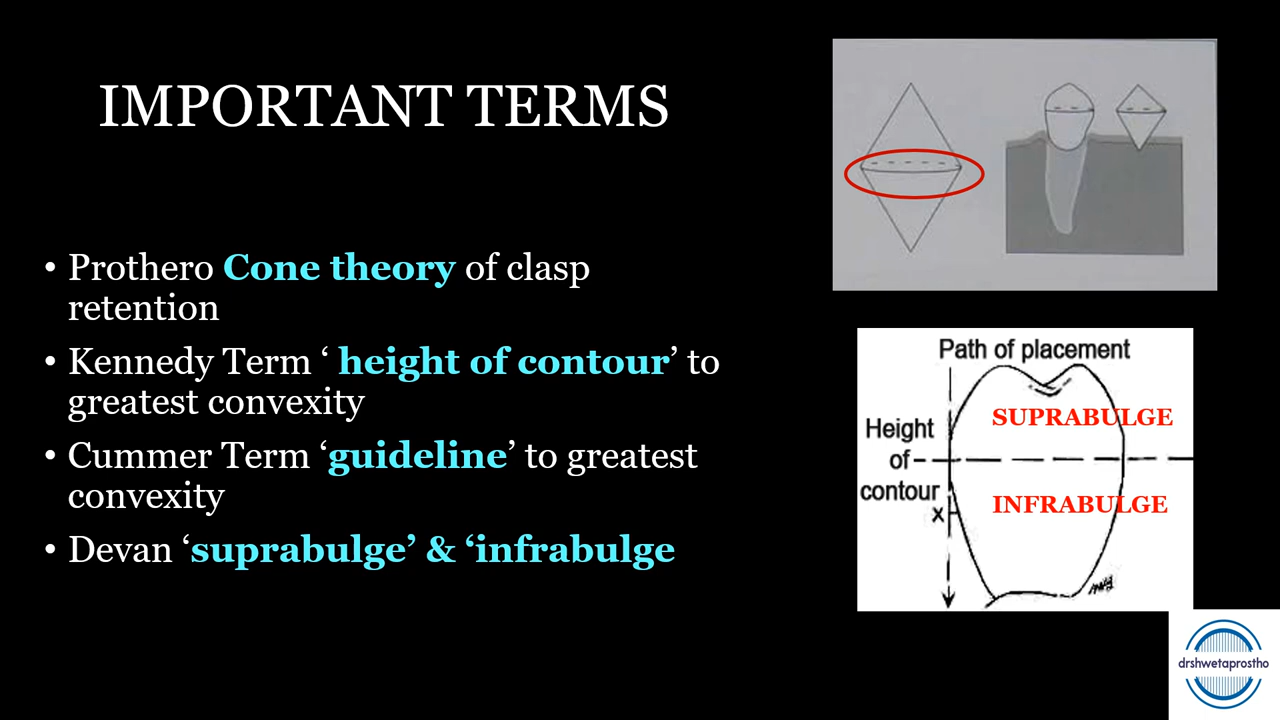 IMPORTANT TERMS
• Prothero Cone theory of clasp
retention
• Kennedy Term ‘ height of contour’ to
greatest convexity
• Cummer Term ‘guideline’ to greatest
convexity
• Devan ‘suprabulge’ & ‘infrabulge
Path of placement
SUPRABULGE
Height
of
contour
INFRABULGE
x
drshwetaprostho